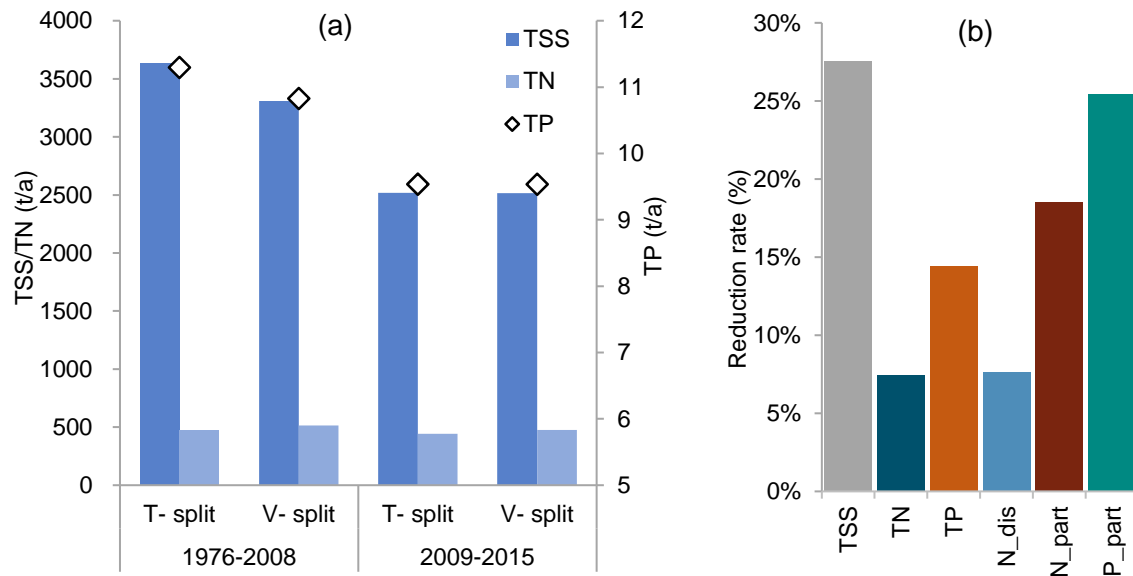 (a)
TSS/TN (t/a)
4000
3500
3000
2500
2000
1500
1000
500
0
TSS
TN
TP
12
11
10
9
8
7
6
5
TP (t/a)
T- split
V- split
T- split
V- split
1976-2008
2009-2015
(b)
Reduction rate (%)
30%
25%
20%
15%
10%
5%
0%
TSS
TN
TP
N_dis
N_part
P_part